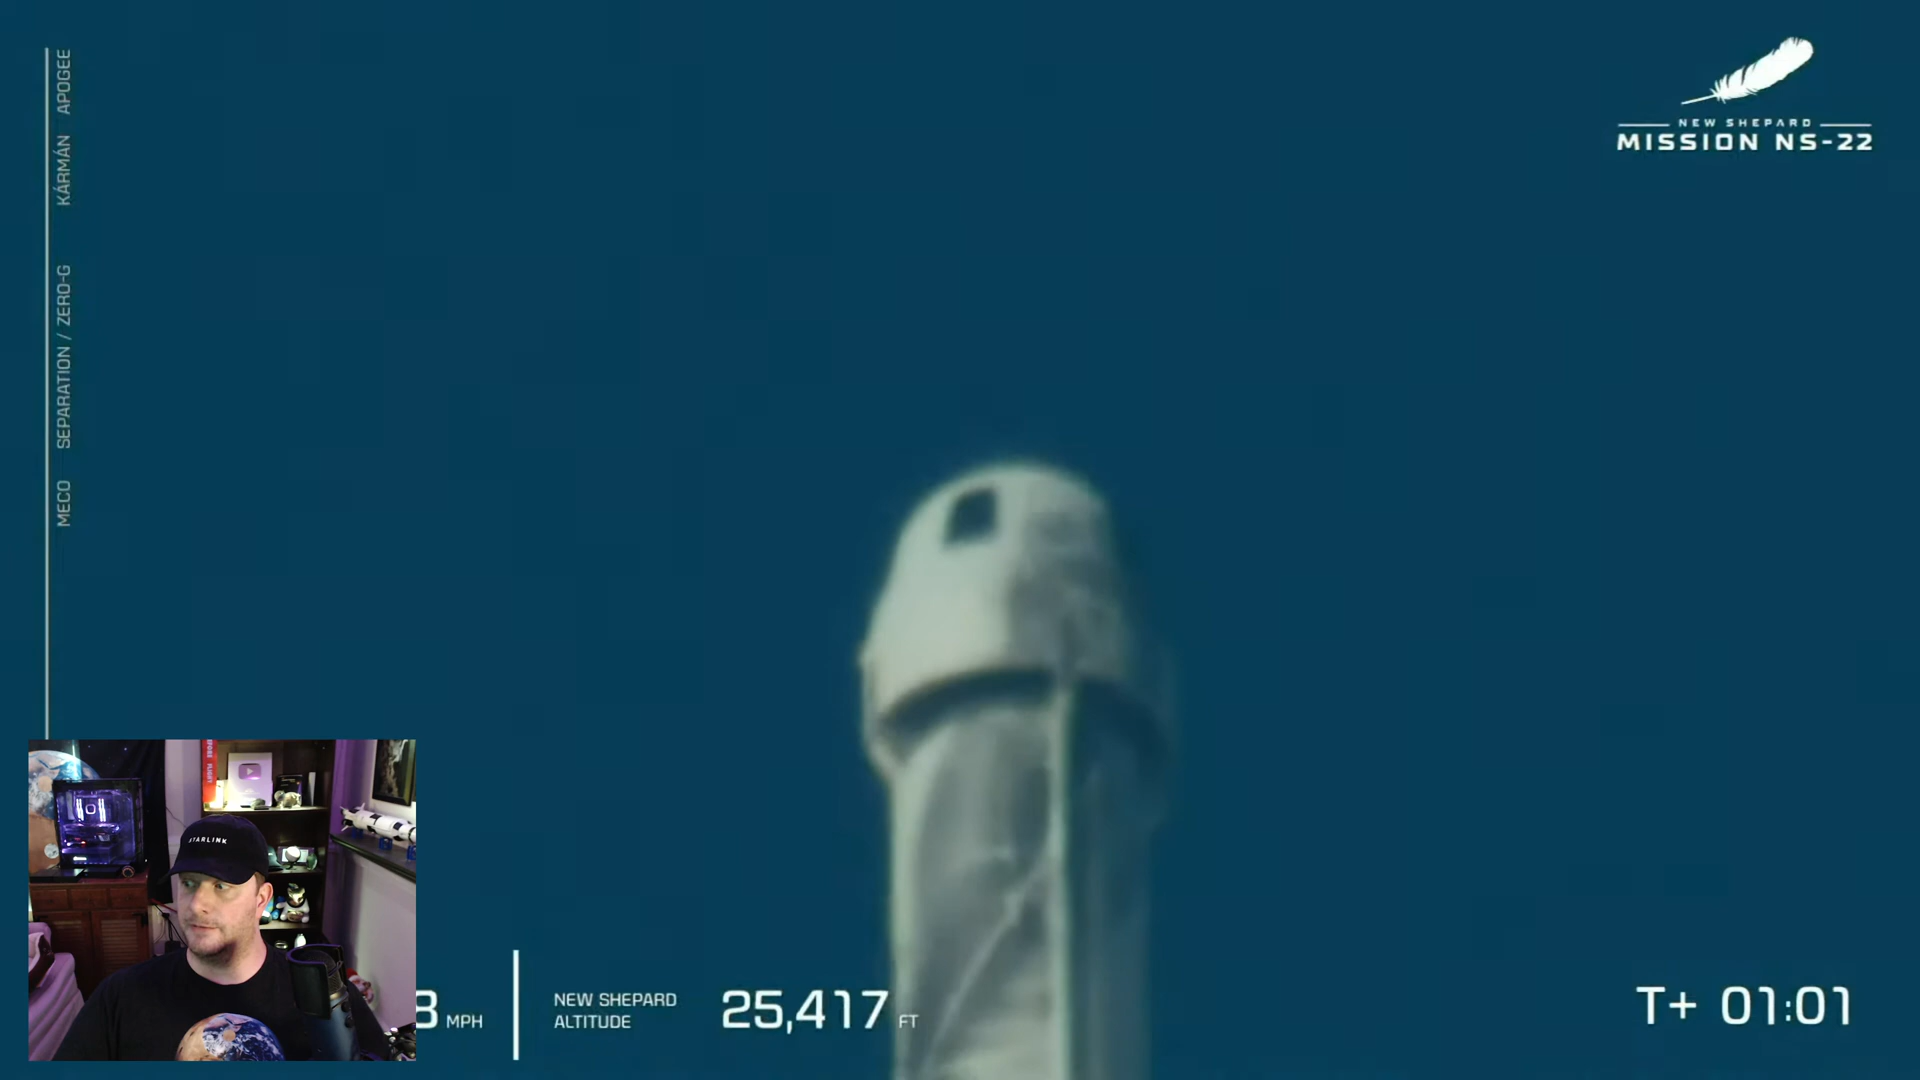 APOGEE
KÁRMÁN
SEPARATION / ZERO-G
MECO
NEW SHEPARD
MISSION NS-22
STARLINK
3 MPH
NEW SHEPARD
ALTITUDE
25,417 FT
T+ 01:01